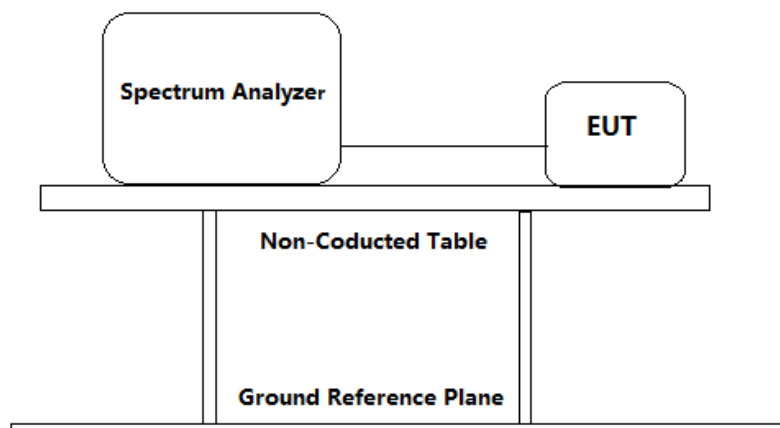 Spectrum Analyzer
EUT
Non-Coducted Table
Ground Reference Plane